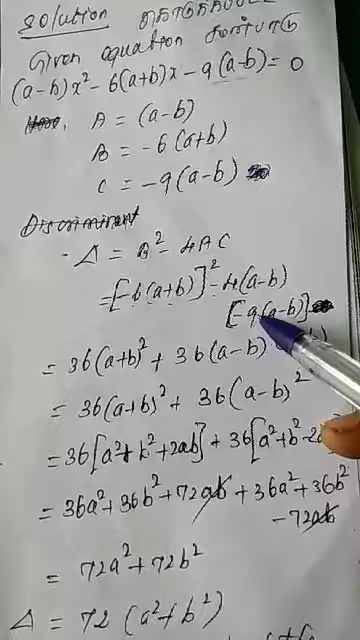 Solution
Given equation சமன்பாடு
(a-b)x² - 6(a+b)x - 9(a-b) = 0
A = (a-b)
B = -6(a+b)
C = -9(a-b)
Discriminant
Δ = B² - 4AC
= [-6(a+b)]² - 4(a-b)
[-9(a-b)]
= 36(a+b)² + 36(a-b)
= 36(a+b)² + 36(a-b)²
= 36[a²+b²+2ab] + 36[a²+b²-2
= 36a²+36b²+72ab + 36a²+36b²
-72ab
= 72a²+72b²
Δ = 72(a²+b²)